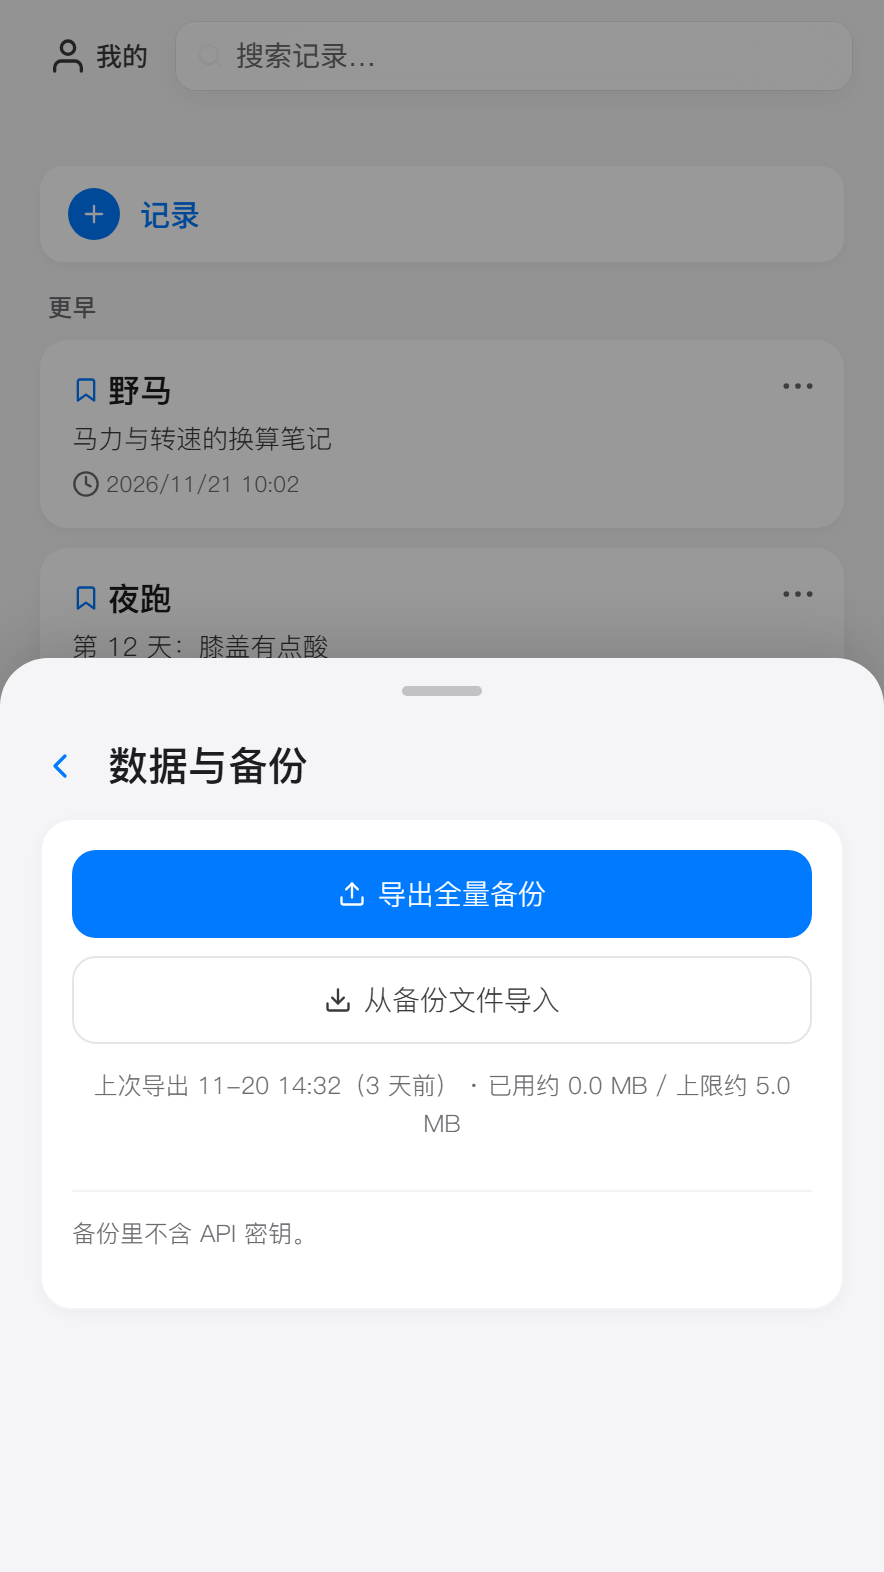 我的
搜索记录...
记录
更早
野马
马力与转速的换算笔记
2026/11/21 10:02
夜跑
第 12 天：膝盖有点酸
数据与备份
导出全量备份
从备份文件导入
上次导出 11-20 14:32（3 天前） · 已用约 0.0 MB / 上限约 5.0
MB
备份里不含 API 密钥。